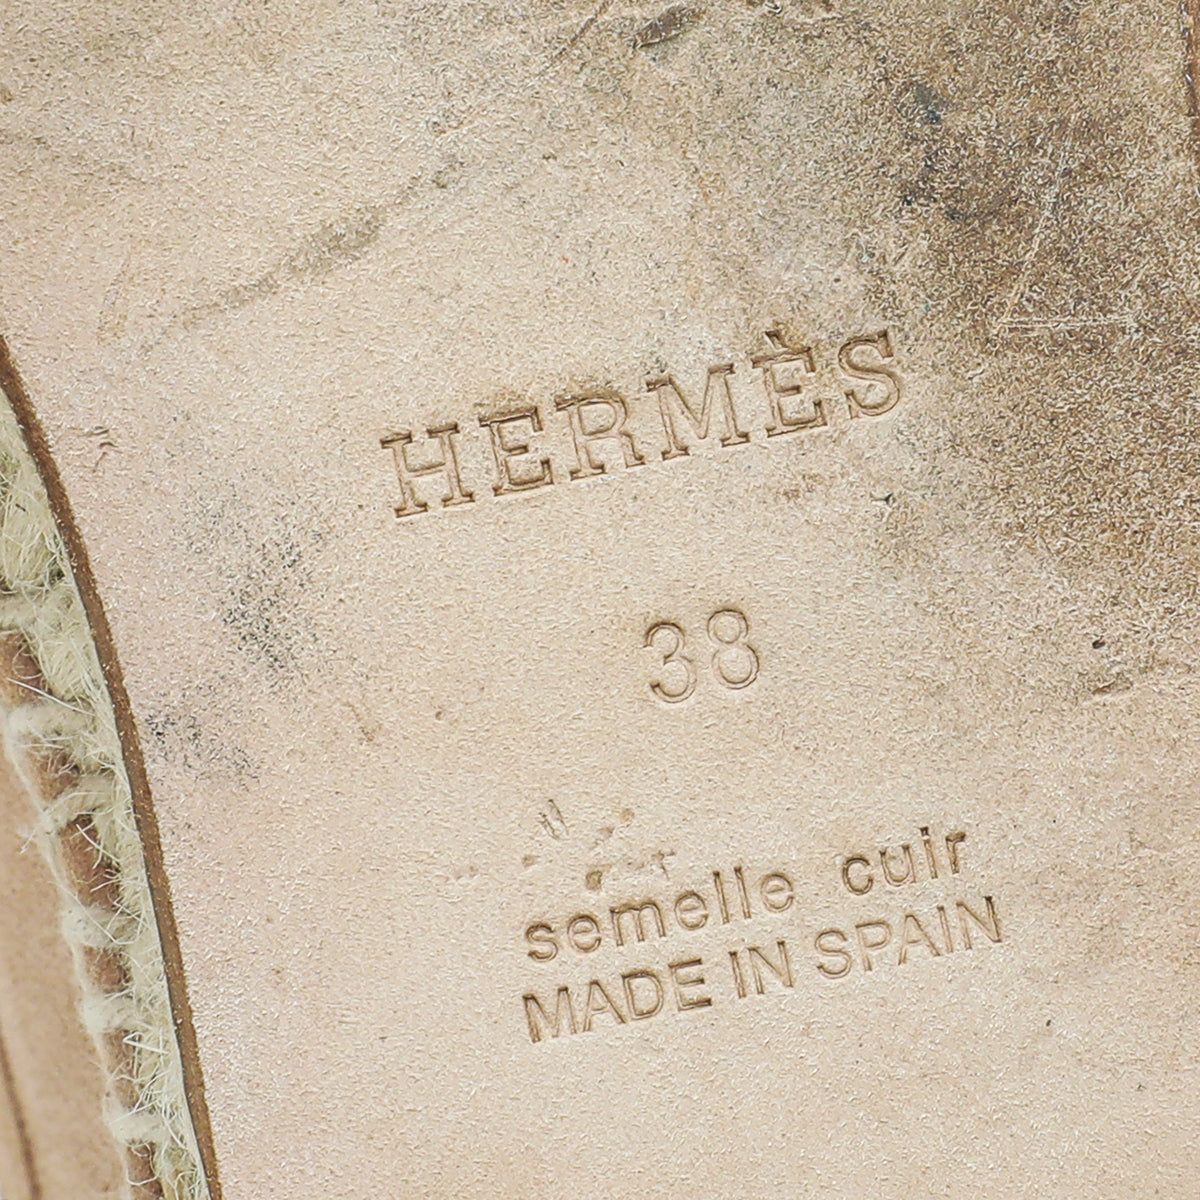 HERMÈS
38
semelle cuir
MADE IN SPAIN